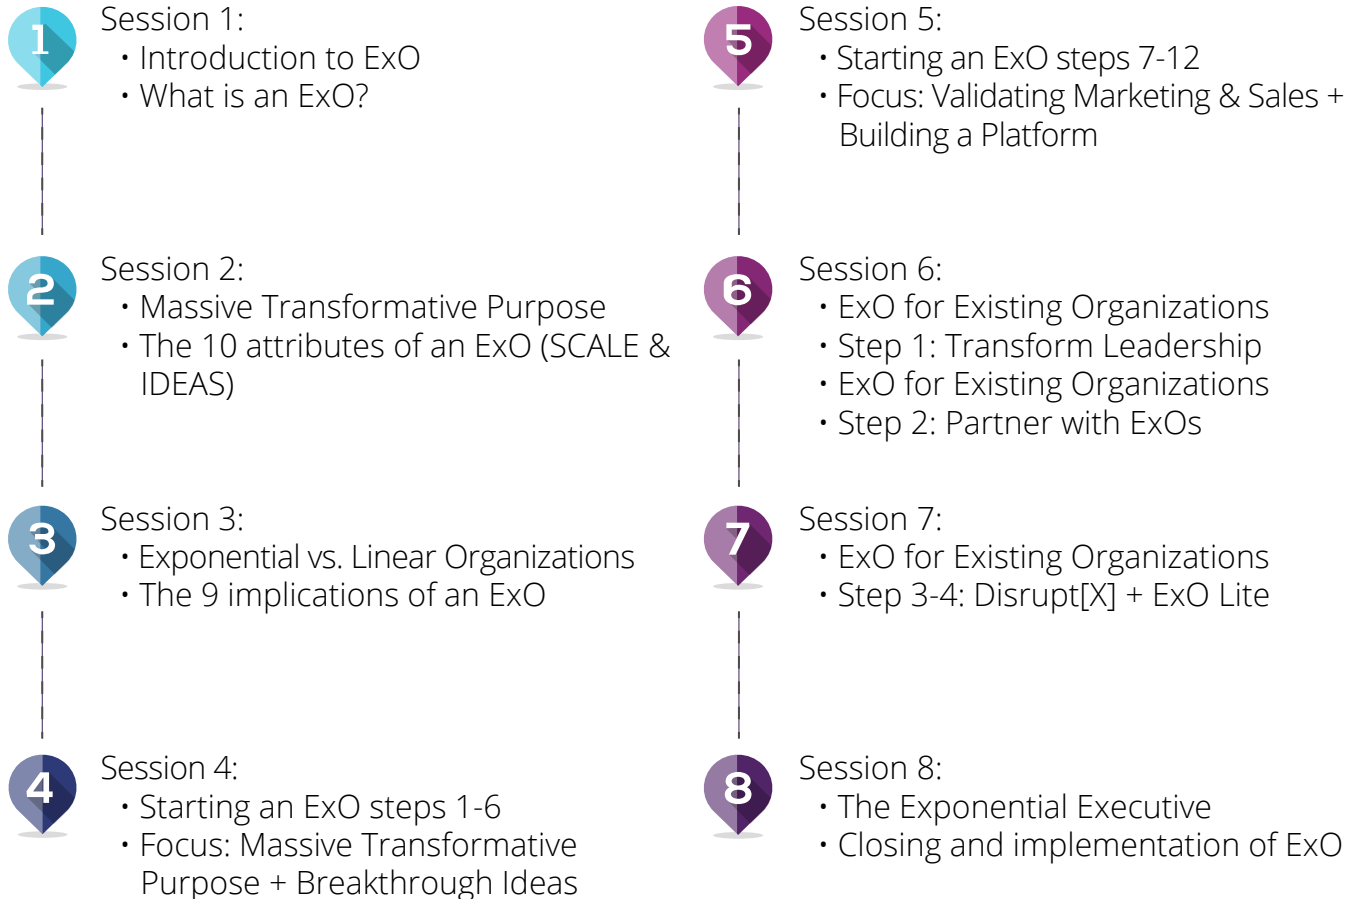 1
Session 1:
• Introduction to ExO
• What is an ExO?
2
Session 2:
• Massive Transformative Purpose
• The 10 attributes of an ExO (SCALE &
IDEAS)
3
Session 3:
• Exponential vs. Linear Organizations
• The 9 implications of an ExO
4
Session 4:
• Starting an ExO steps 1-6
• Focus: Massive Transformative
Purpose + Breakthrough Ideas
5
Session 5:
• Starting an ExO steps 7-12
• Focus: Validating Marketing & Sales +
Building a Platform
6
Session 6:
• ExO for Existing Organizations
• Step 1: Transform Leadership
• ExO for Existing Organizations
• Step 2: Partner with ExOs
7
Session 7:
• ExO for Existing Organizations
• Step 3-4: Disrupt[X] + ExO Lite
8
Session 8:
• The Exponential Executive
• Closing and implementation of ExO